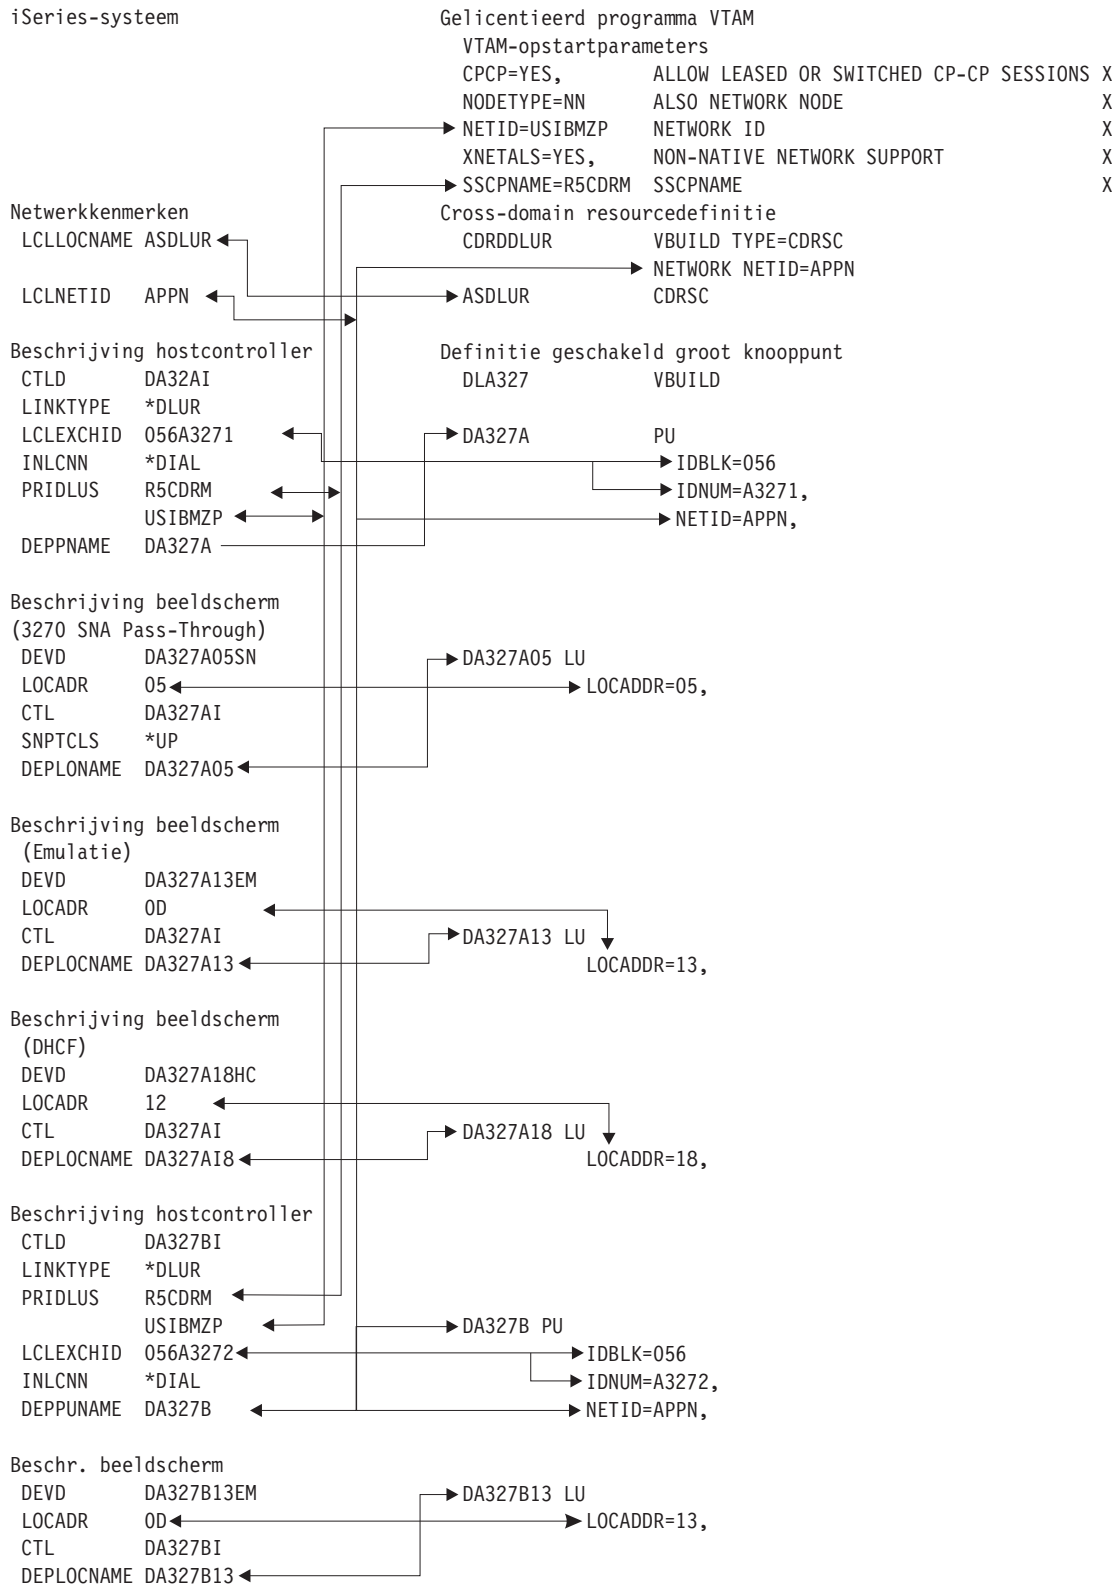 iSeries-systeem Gelicentieerd programma VTAM
VTAM-opstartparameters
CPCP=YES, ALLOW LEASED OR SWITCHED CP-CP SESSIONS X
NODETYPE=NN ALSO NETWORK NODE X
NETID=USIBMZP NETWORK ID X
XNETALS=YES, NON-NATIVE NETWORK SUPPORT X
SSCPNAME=R5CDRM SSCPNAME X
Netwerkkenmerken Cross-domain resourcedefinitie
LCLLOCNAME ASDLUR CDRDDLUR VBUILD TYPE=CDRSC
NETWORK NETID=APPN
LCLNETID APPN ASDLUR CDRSC
Beschrijving hostcontroller Definitie geschakeld groot knooppunt
CTLD DA32AI DLA327 VBUILD
LINKTYPE *DLUR
LCLEXCHID 056A3271 DA327A PU
INLCNN *DIAL IDBLK=056
PRIDLUS R5CDRM IDNUM=A3271,
USIBMZP NETID=APPN,
DEPPNAME DA327A
Beschrijving beeldscherm
(3270 SNA Pass-Through)
DEVD DA327A05SN DA327A05 LU
LOCADR 05 LOCADDR=05,
CTL DA327AI
SNPTCLS *UP
DEPLONAME DA327A05
Beschrijving beeldscherm
(Emulatie)
DEVD DA327A13EM
LOCADR 0D
CTL DA327AI DA327A13 LU
DEPLOCNAME DA327A13 LOCADDR=13,
Beschrijving beeldscherm
(DHCF)
DEVD DA327A18HC
LOCADR 12
CTL DA327AI DA327A18 LU
DEPLOCNAME DA327AI8 LOCADDR=18,
Beschrijving hostcontroller
CTLD DA327BI
LINKTYPE *DLUR
PRIDLUS R5CDRM
USIBMZP DA327B PU
LCLEXCHID 056A3272 IDBLK=056
INLCNN *DIAL IDNUM=A3272,
DEPPUNAME DA327B NETID=APPN,
Beschr. beeldscherm
DEVD DA327B13EM DA327B13 LU
LOCADR 0D LOCADDR=13,
CTL DA327BI
DEPLOCNAME DA327B13